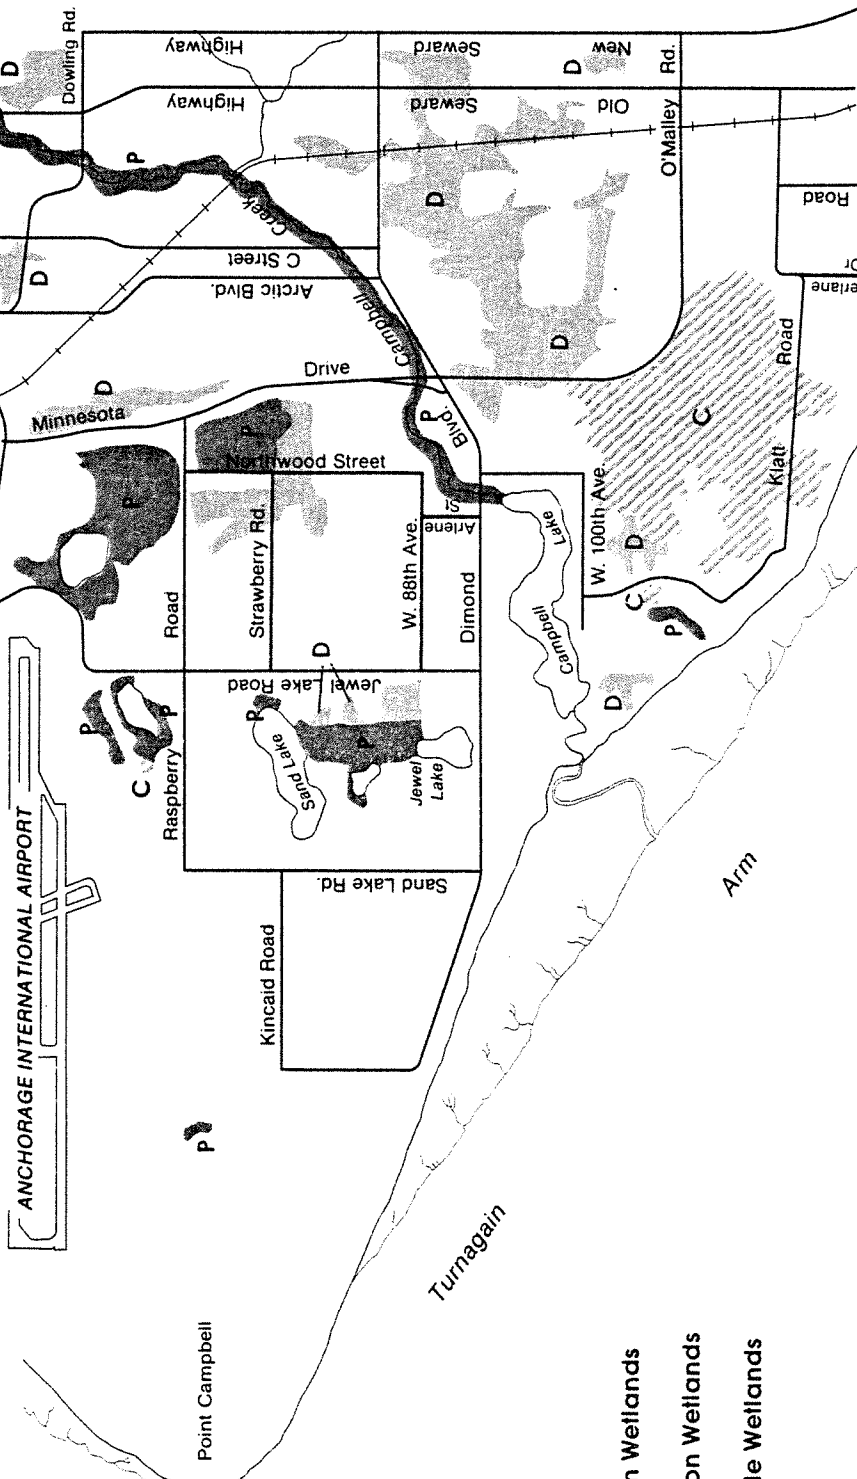 Dowling Rd.
D
Highway
Highway
Seward
New
Seward
Old
D
O'Malley Rd.
P
D
Creek
C Street
Arctic Blvd.
Campbell
D
D
Road
Drive
Minnesota
D
P
Blvd.
P
Northwood Street
C
Klatt
Road
P
Strawberry Rd.
W. 88th Ave.
Arlene
St
Dimond
Lake
Campbell
W. 100th Ave.
D
C
P
D
Road
Jewel Lake Road
D
P
P
C
Raspberry
P
Sand Lake
P
Jewel
Lake
Sand Lake Rd.
Kincaid Road
ANCHORAGE INTERNATIONAL AIRPORT
P
Point Campbell
Turnagain
Arm
n Wetlands
on Wetlands
le Wetlands
erlane
Dr